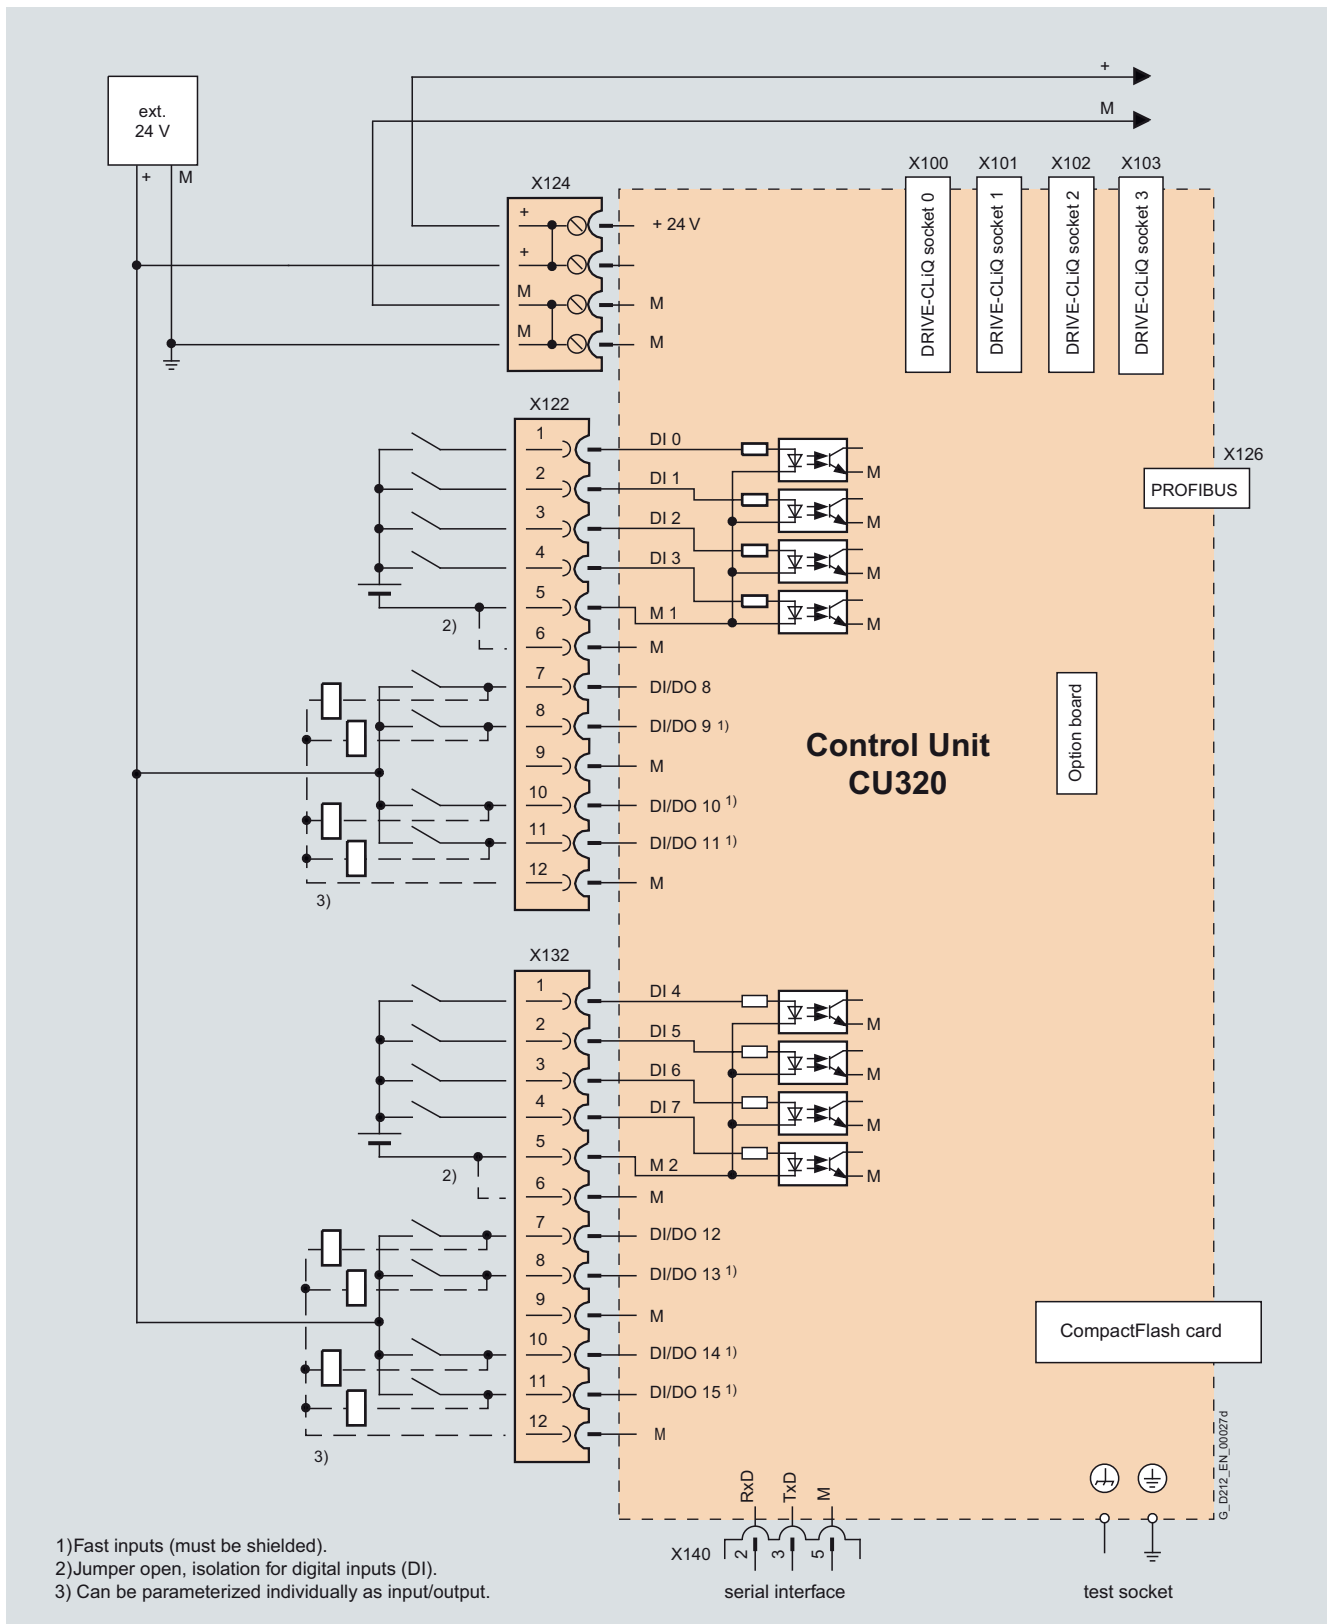 +
M
ext.
24 V
+ M
X100 X101 X102 X103
DRIVE-CLiQ socket 0
DRIVE-CLiQ socket 1
DRIVE-CLiQ socket 2
DRIVE-CLiQ socket 3
X124
+ + 24 V
+
M M
M M
X122
1 DI 0
M
2 DI 1
M
3 DI 2
M
4 DI 3
M
5 M 1
2)
6 M
7 DI/DO 8
8 DI/DO 9 1)
9 M
10 DI/DO 10 1)
11 DI/DO 11 1)
12 M
3)
X126
PROFIBUS
Option board
Control Unit
CU320
X132
1 DI 4
M
2 DI 5
M
3 DI 6
M
4 DI 7
M
5 M 2
2)
6 M
7 DI/DO 12
8 DI/DO 13 1)
9 M
10 DI/DO 14 1)
11 DI/DO 15 1)
12 M
3)
CompactFlash card
G_D212_EN_00027d
RxD TxD M
X140 2 3 5
serial interface
test socket
1)Fast inputs (must be shielded).
2)Jumper open, isolation for digital inputs (DI).
3) Can be parameterized individually as input/output.